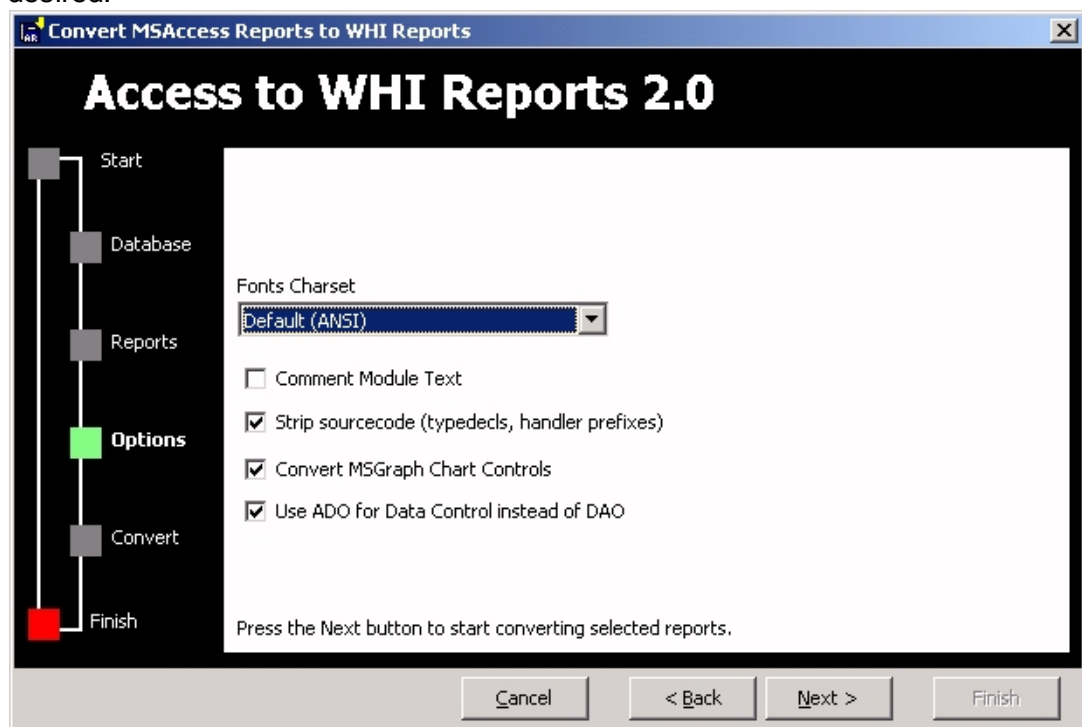 Convert MSAccess Reports to WHI Reports
Access to WHI Reports 2.0
Start
Database
Reports
Options
Convert
Finish
Fonts Charset
Default (ANSI)
Comment Module Text
Strip sourcecode (typedecls, handler prefixes)
Convert MSGraph Chart Controls
Use ADO for Data Control instead of DAO
Press the Next button to start converting selected reports.
Cancel
< Back
Next >
Finish